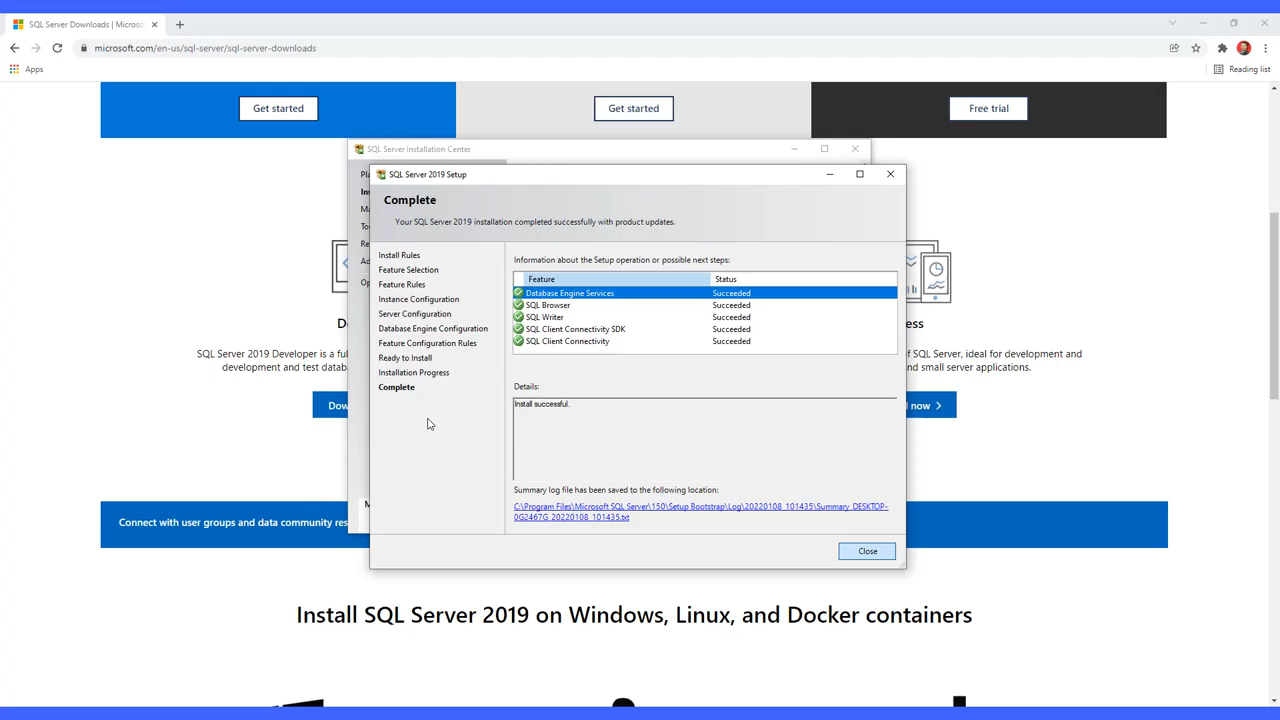 SQL Server Downloads | Microso
microsoft.com/en-us/sql-server/sql-server-downloads
Apps
Reading list
Get started
Get started
Free trial
SQL Server Installation Center
SQL Server 2019 Setup
Complete
Your SQL Server 2019 installation completed successfully with product updates.
Install Rules
Feature Selection
Feature Rules
Instance Configuration
Server Configuration
Database Engine Configuration
Feature Configuration Rules
Ready to Install
Installation Progress
Complete
Information about the Setup operation or possible next steps:
Feature Status
Database Engine Services Succeeded
SQL Browser Succeeded
SQL Writer Succeeded
SQL Client Connectivity SDK Succeeded
SQL Client Connectivity Succeeded
Details:
Install successful.
Summary log file has been saved to the following location:
C:\Program Files\Microsoft SQL Server\150\Setup Bootstrap\Log\20220108_101435\Summary_DESKTOP-
0G2467G_20220108_101435.txt
Close
SQL Server 2019 Developer is a fu
development and test datab
Dow
ess
of SQL Server, ideal for development and
and small server applications.
now
Connect with user groups and data community res
Install SQL Server 2019 on Windows, Linux, and Docker containers